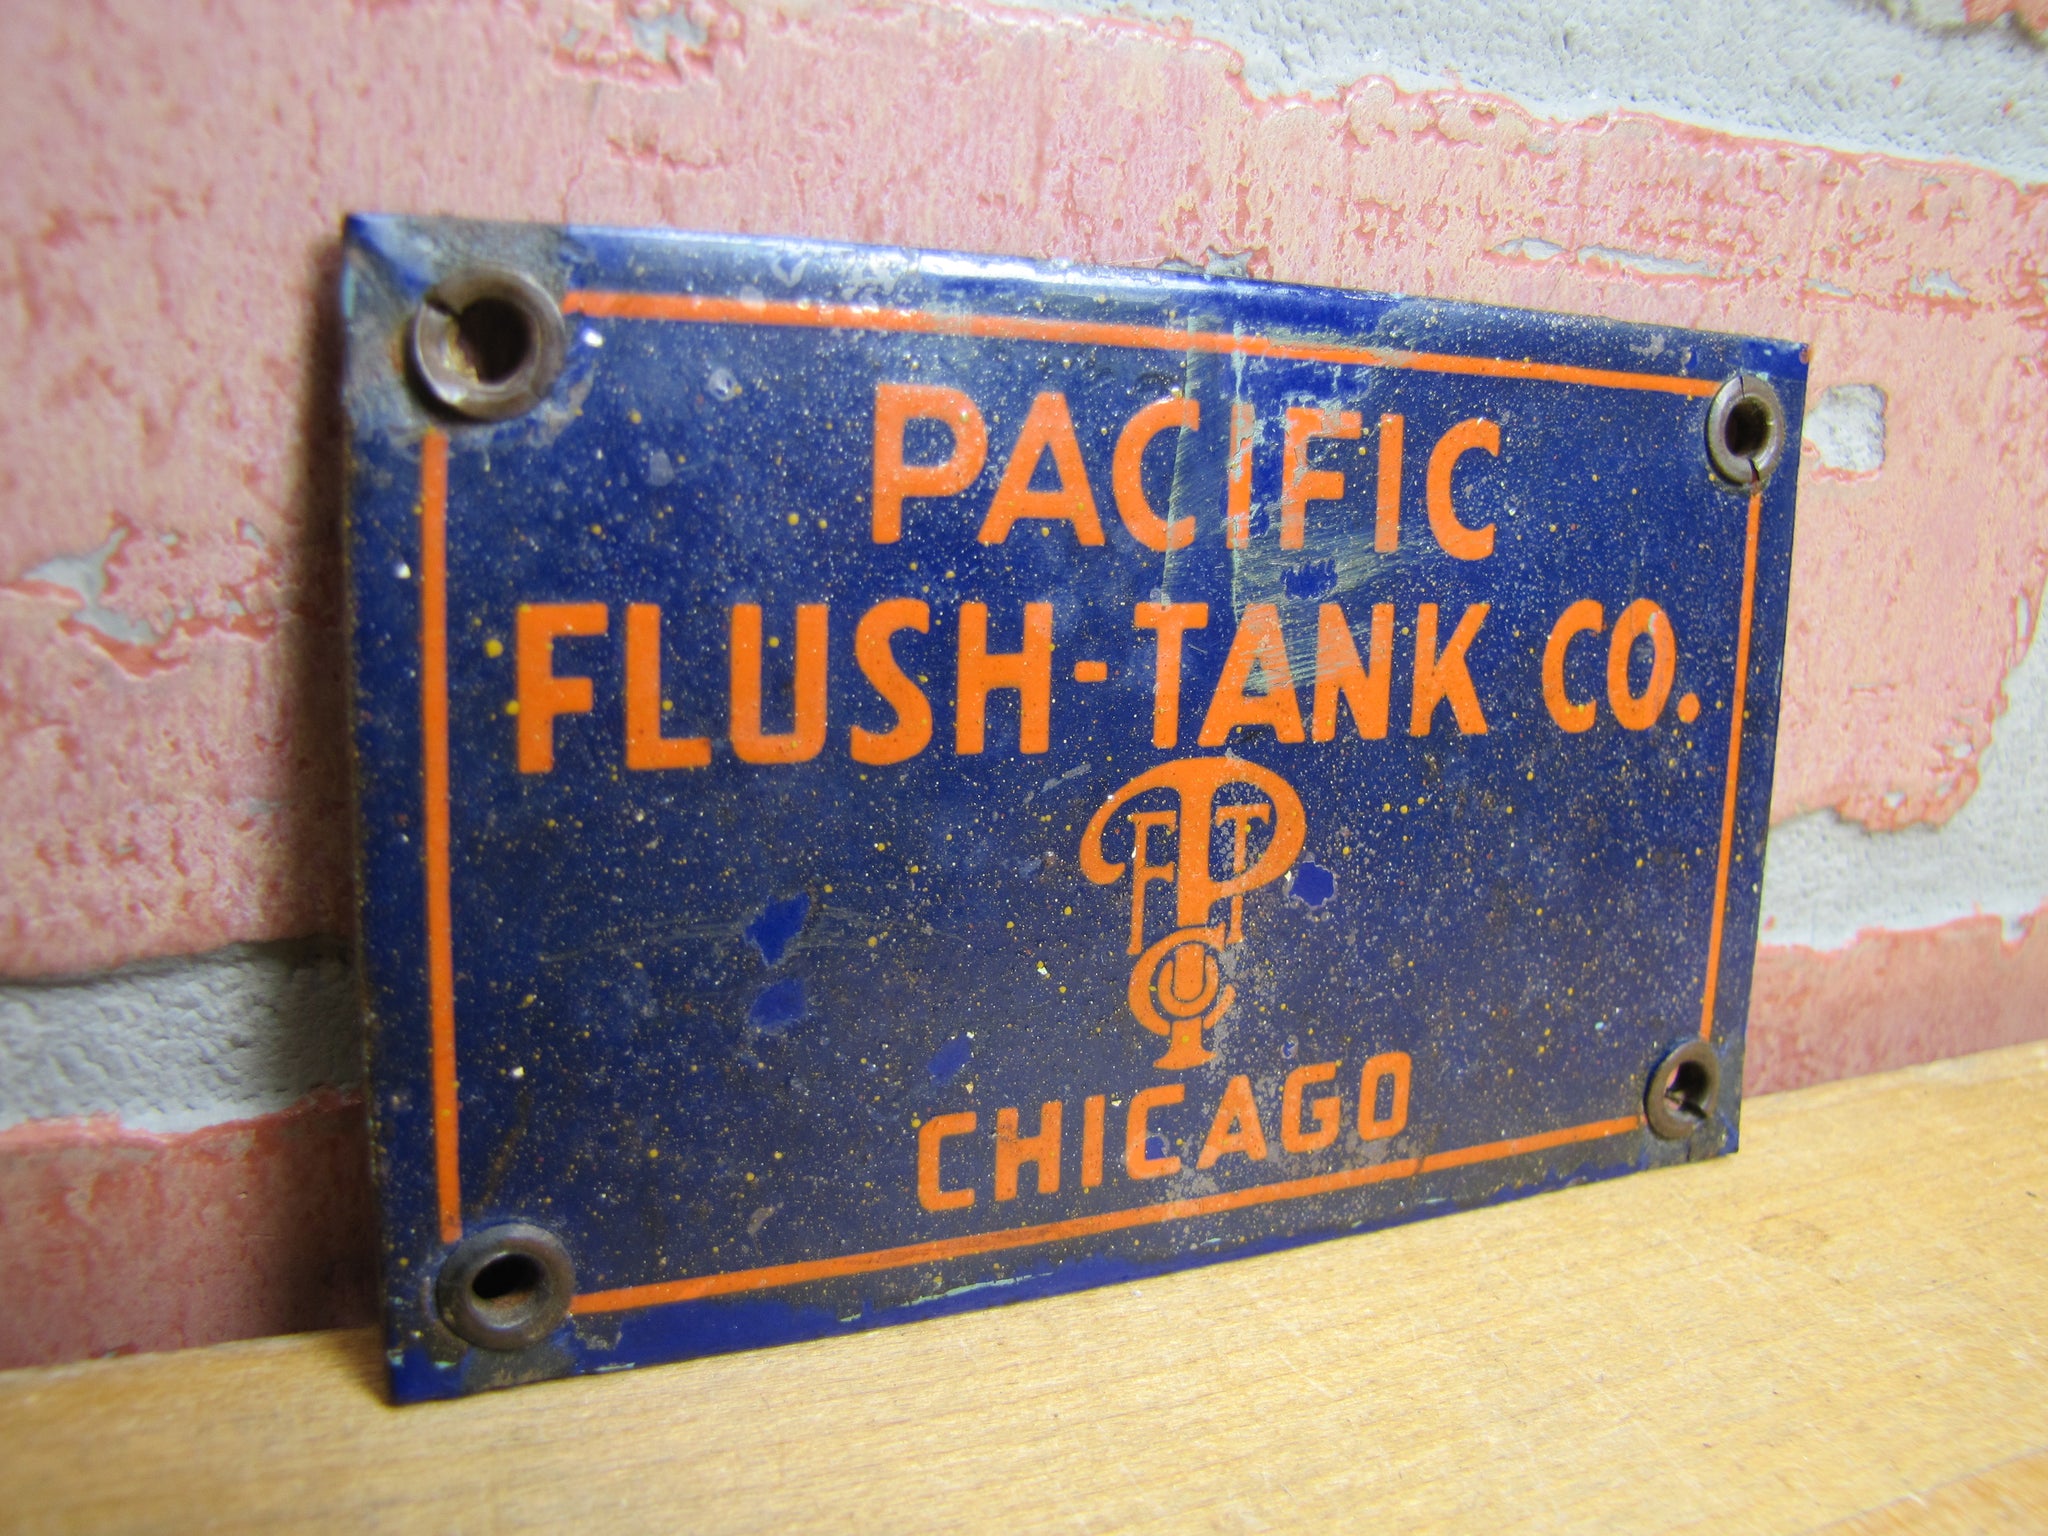 PACIFIC
FLUSH-TANK CO.
PFTCO
CHICAGO